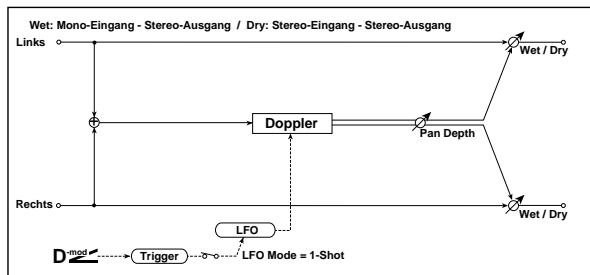 Wet: Mono-Eingang - Stereo-Ausgang / Dry: Stereo-Eingang - Stereo-Ausgang
Links
Wet / Dry
Doppler
Pan Depth
Rechts
Wet / Dry
LFO
D-mod
Trigger
LFO Mode = 1-Shot